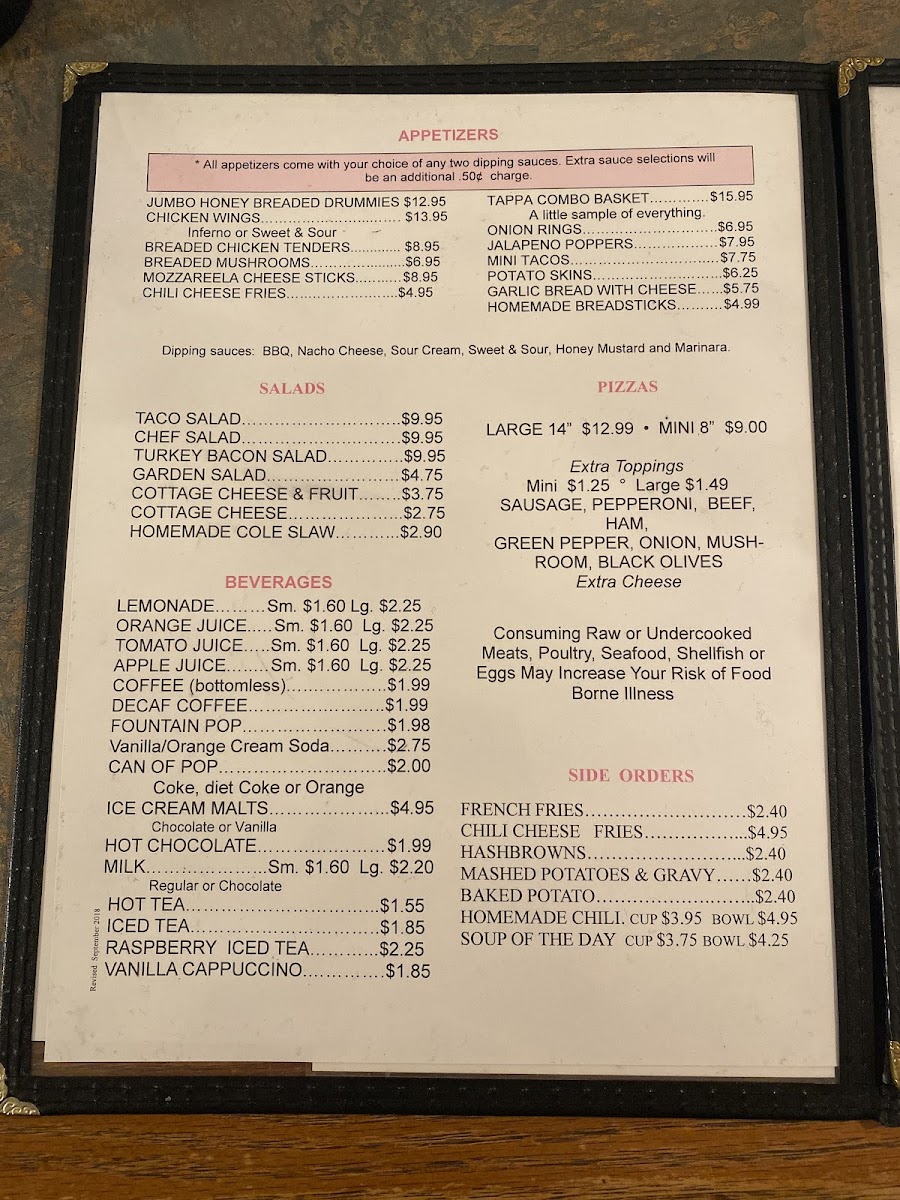 APPETIZERS
* All appetizers come with your choice of any two dipping sauces. Extra sauce selections will
be an additional .50¢ charge.
JUMBO HONEY BREADED DRUMMIES $12.95
CHICKEN WINGS................................ $13.95
Inferno or Sweet & Sour
BREADED CHICKEN TENDERS............ $8.95
BREADED MUSHROOMS......................$6.95
MOZZAREELA CHEESE STICKS...........$8.95
CHILI CHEESE FRIES..........................$4.95
TAPPA COMBO BASKET..............$15.95
A little sample of everything.
ONION RINGS................................$6.95
JALAPENO POPPERS....................$7.95
MINI TACOS...................................$7.75
POTATO SKINS..............................$6.25
GARLIC BREAD WITH CHEESE......$5.75
HOMEMADE BREADSTICKS..........$4.99
Dipping sauces: BBQ, Nacho Cheese, Sour Cream, Sweet & Sour, Honey Mustard and Marinara.
SALADS
TACO SALAD..............................$9.95
CHEF SALAD..............................$9.95
TURKEY BACON SALAD..............$9.95
GARDEN SALAD.........................$4.75
COTTAGE CHEESE & FRUIT........$3.75
COTTAGE CHEESE.....................$2.75
HOMEMADE COLE SLAW............$2.90
BEVERAGES
LEMONADE.........Sm. $1.60 Lg. $2.25
ORANGE JUICE.....Sm. $1.60 Lg. $2.25
TOMATO JUICE.....Sm. $1.60 Lg. $2.25
APPLE JUICE........Sm. $1.60 Lg. $2.25
COFFEE (bottomless)..................$1.99
DECAF COFFEE.........................$1.99
FOUNTAIN POP..........................$1.98
Vanilla/Orange Cream Soda..........$2.75
CAN OF POP..............................$2.00
Coke, diet Coke or Orange
ICE CREAM MALTS.....................$4.95
Chocolate or Vanilla
HOT CHOCOLATE.......................$1.99
MILK......................Sm. $1.60 Lg. $2.20
Regular or Chocolate
HOT TEA...................................$1.55
ICED TEA..................................$1.85
RASPBERRY ICED TEA............$2.25
VANILLA CAPPUCCINO...............$1.85
Revised September 2018
PIZZAS
LARGE 14” $12.99 • MINI 8” $9.00
Extra Toppings
Mini $1.25 ° Large $1.49
SAUSAGE, PEPPERONI, BEEF,
HAM,
GREEN PEPPER, ONION, MUSH-
ROOM, BLACK OLIVES
Extra Cheese
Consuming Raw or Undercooked
Meats, Poultry, Seafood, Shellfish or
Eggs May Increase Your Risk of Food
Borne Illness
SIDE ORDERS
FRENCH FRIES..............................$2.40
CHILI CHEESE FRIES...................$4.95
HASHBROWNS.............................$2.40
MASHED POTATOES & GRAVY......$2.40
BAKED POTATO............................$2.40
HOMEMADE CHILI. CUP $3.95 BOWL $4.95
SOUP OF THE DAY CUP $3.75 BOWL $4.25